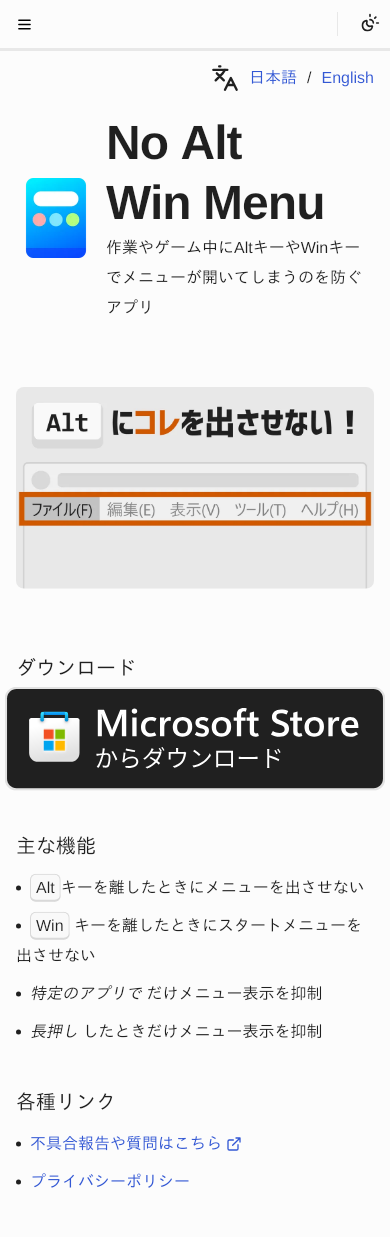 日本語 / English
No Alt
Win Menu
作業やゲーム中にAltキーやWinキー
でメニューが開いてしまうのを防ぐ
アプリ
Alt にコレを出させない！
ファイル(F) 編集(E) 表示(V) ツール(T) ヘルプ(H)
ダウンロード
Microsoft Store
からダウンロード
主な機能
• Alt キーを離したときにメニューを出させない
• Win キーを離したときにスタートメニューを
出させない
• 特定のアプリで だけメニュー表示を抑制
• 長押し したときだけメニュー表示を抑制
各種リンク
• 不具合報告や質問はこちら
• プライバシーポリシー